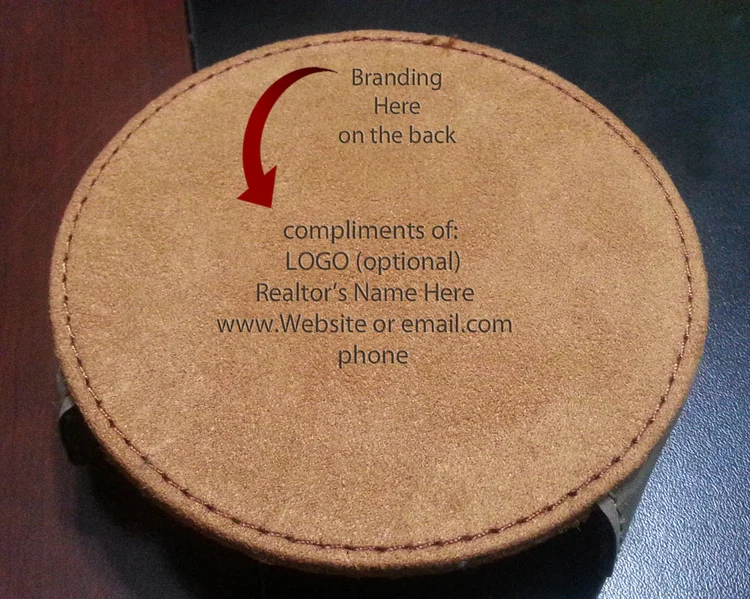 Branding
Here
on the back
compliments of:
LOGO (optional)
Realtor's Name Here
www.Website or email.com
phone